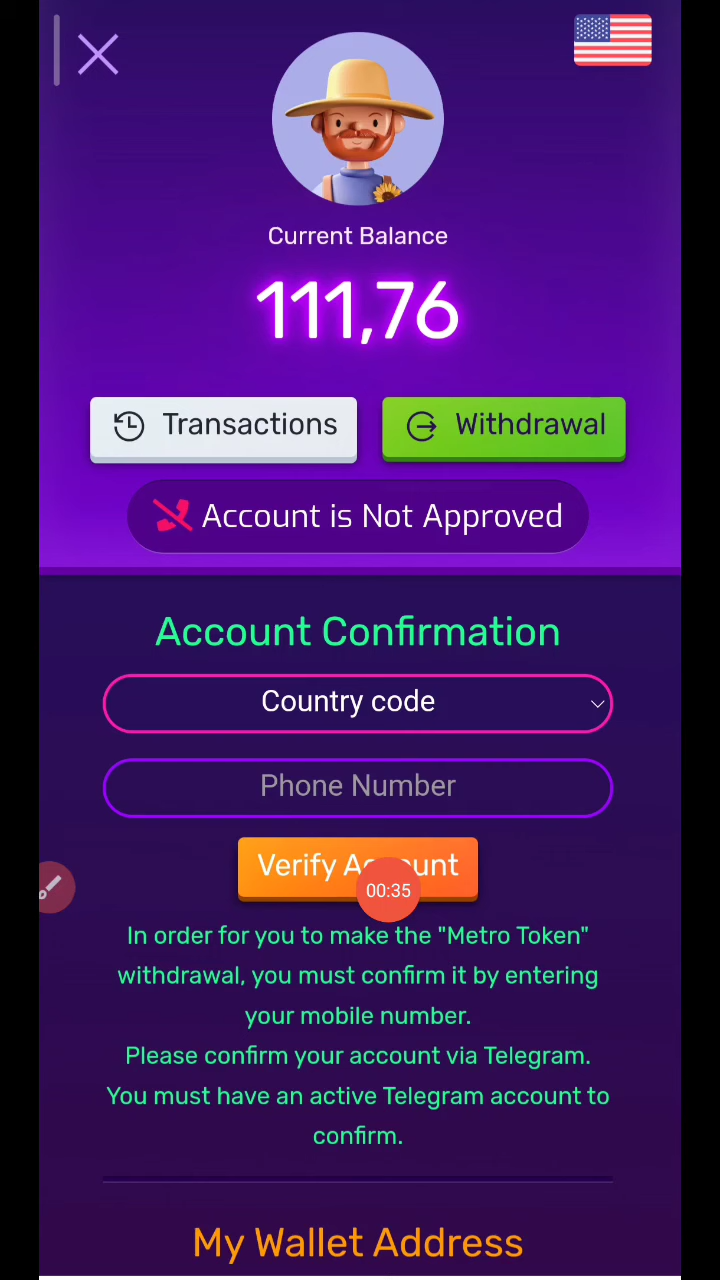 Current Balance
111,76
Transactions
Withdrawal
Account is Not Approved
Account Confirmation
Country code
Phone Number
Verify Account
00:35
In order for you to make the "Metro Token"
withdrawal, you must confirm it by entering
your mobile number.
Please confirm your account via Telegram.
You must have an active Telegram account to
confirm.
My Wallet Address